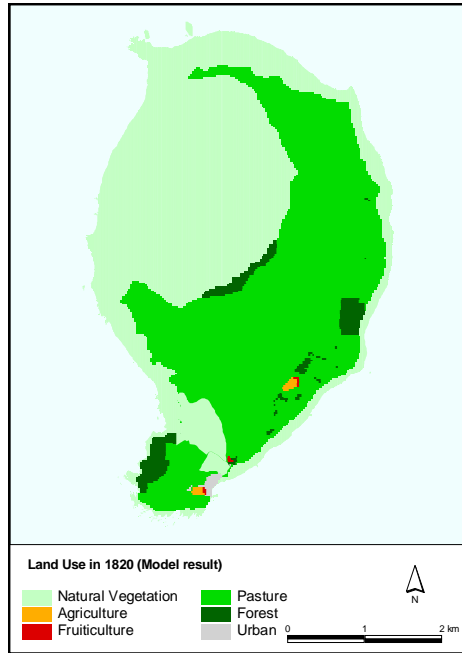 Land Use in 1820 (Model result)
Natural Vegetation
Pasture
Agriculture
Forest
Fruiticulture
Urban
N
0 1 2 km